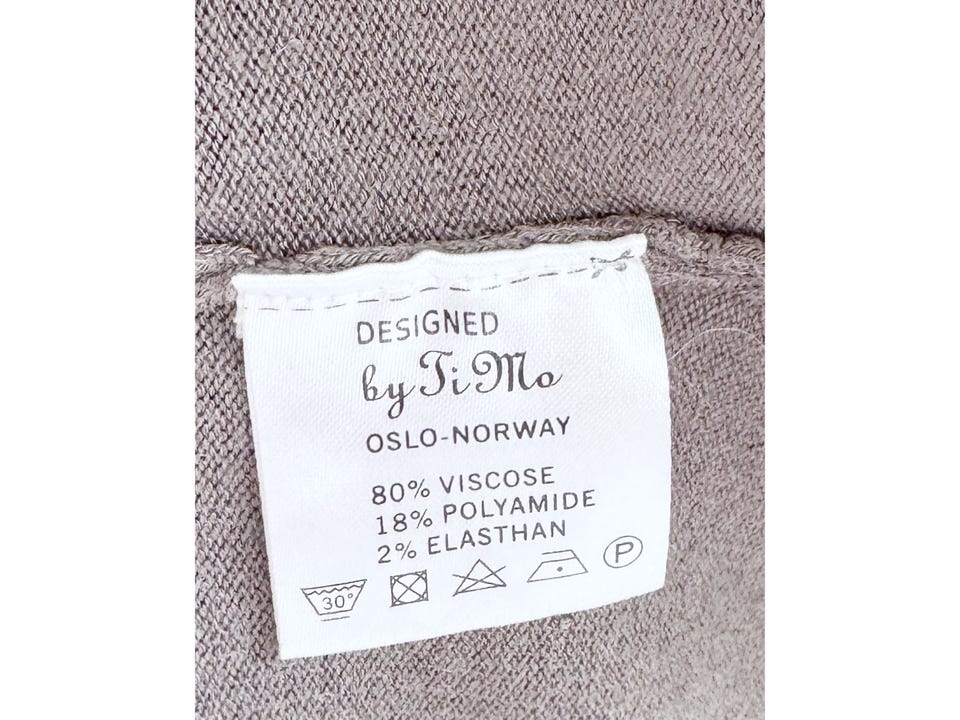 DESIGNED
by Ti Mo
OSLO-NORWAY
80% VISCOSE
18% POLYAMIDE
2% ELASTHAN
30° P